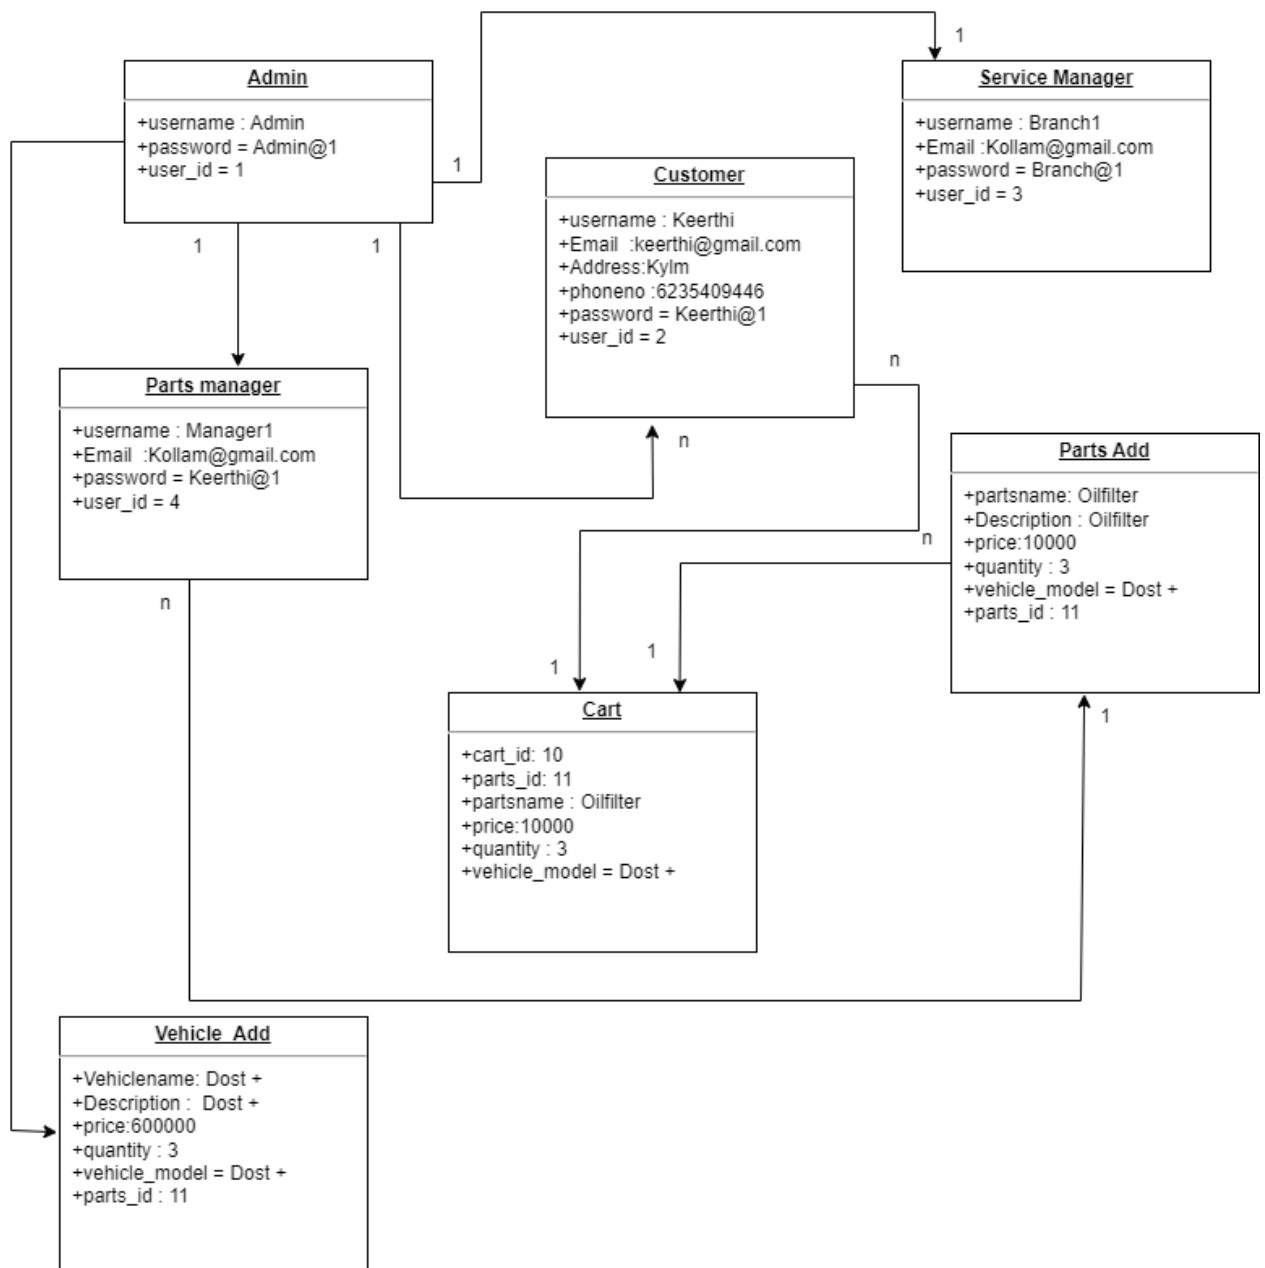 Admin
+username : Admin
+password = Admin@1
+user_id = 1
1
1
1
1
Service Manager
+username : Branch1
+Email :Kollam@gmail.com
+password = Branch@1
+user_id = 3
Customer
+username : Keerthi
+Email  :keerthi@gmail.com
+Address:Kylm
+phoneno :6235409446
+password = Keerthi@1
+user_id = 2
n
n
Parts manager
+username : Manager1
+Email  :Kollam@gmail.com
+password = Keerthi@1
+user_id = 4
n
Parts Add
+partsname: Oilfilter
+Description : Oilfilter
+price:10000
+quantity : 3
+vehicle_model = Dost +
+parts_id : 11
n
1
1
1
Cart
+cart_id: 10
+parts_id: 11
+partsname : Oilfilter
+price:10000
+quantity : 3
+vehicle_model = Dost +
Vehicle_Add
+Vehiclename: Dost +
+Description :  Dost +
+price:600000
+quantity : 3
+vehicle_model = Dost +
+parts_id : 11